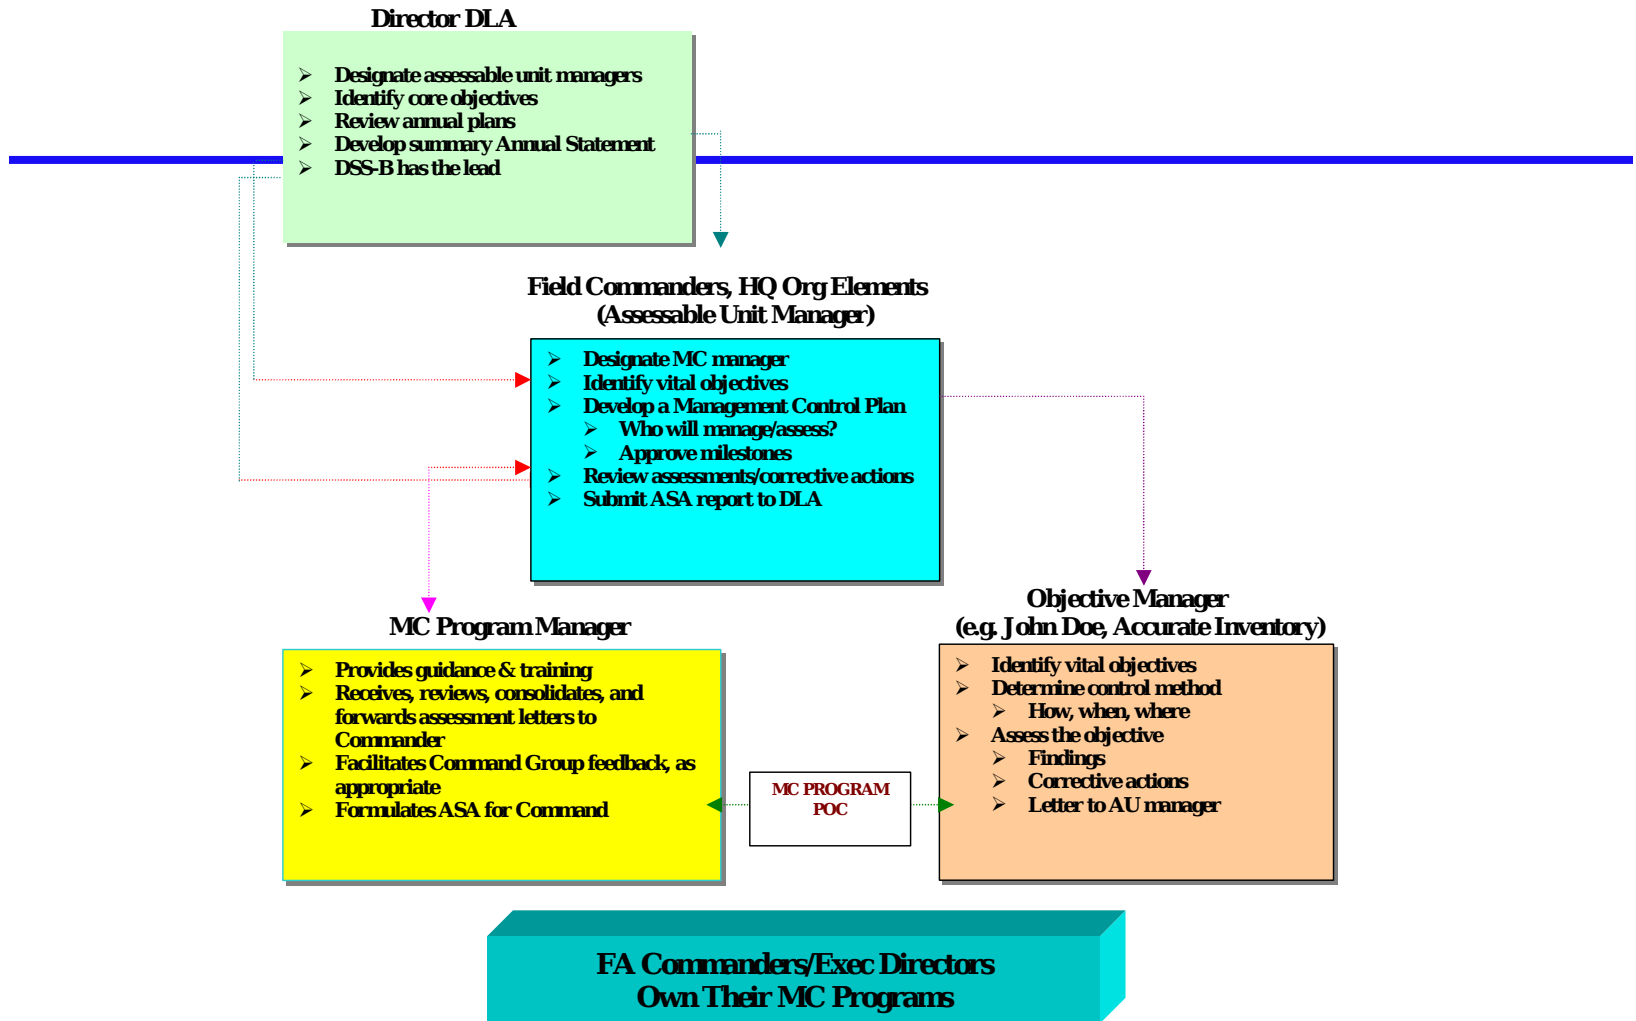 Director DLA
Designate assessable unit managers
Identify core objectives
Review annual plans
Develop summary Annual Statement
DSS-B has the lead
Field Commanders, HQ Org Elements
(Assessable Unit Manager)
Designate MC manager
Identify vital objectives
Develop a Management Control Plan
Who will manage/assess?
Approve milestones
Review assessments/corrective actions
Submit ASA report to DLA
MC Program Manager
Provides guidance & training
Receives, reviews, consolidates, and
forwards assessment letters to
Commander
Facilitates Command Group feedback, as
appropriate
Formulates ASA for Command
MC PROGRAM
POC
Objective Manager
(e.g. John Doe, Accurate Inventory)
Identify vital objectives
Determine control method
How, when, where
Assess the objective
Findings
Corrective actions
Letter to AU manager
FA Commanders/Exec Directors
Own Their MC Programs